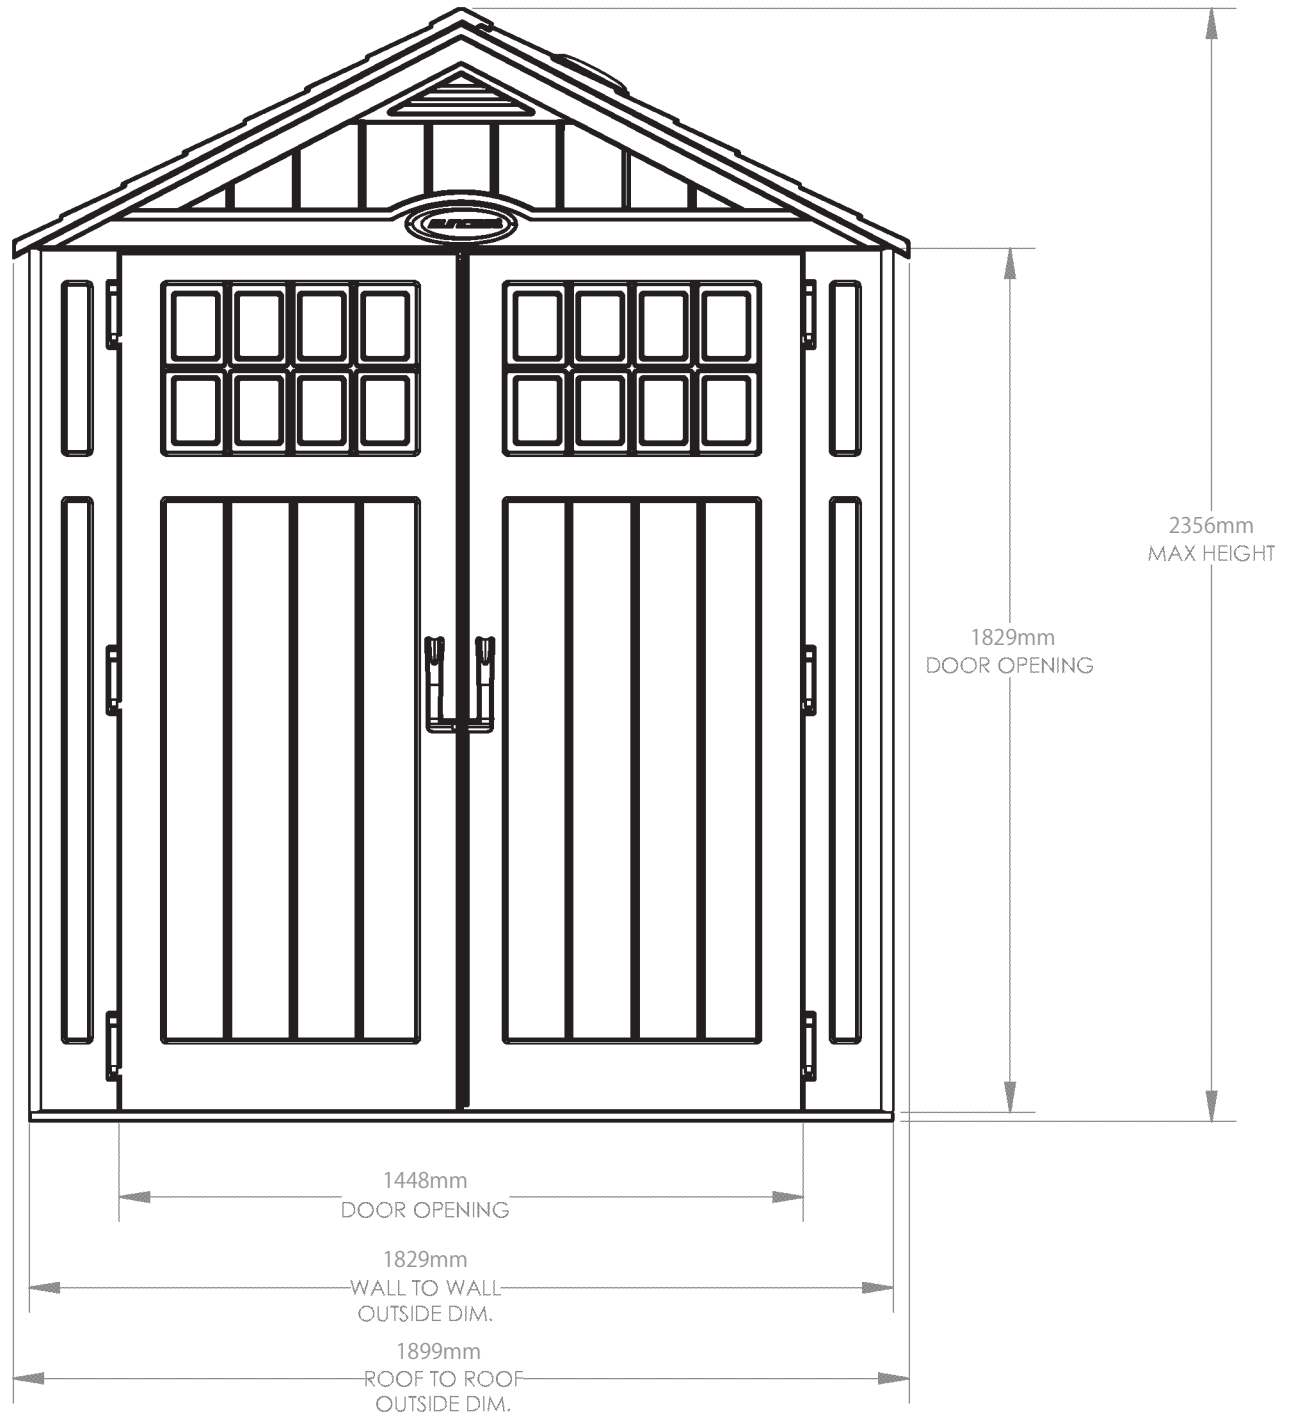 2356mm
MAX HEIGHT
1829mm
DOOR OPENING
1448mm
DOOR OPENING
1829mm
WALL TO WALL
OUTSIDE DIM.
1899mm
ROOF TO ROOF
OUTSIDE DIM.